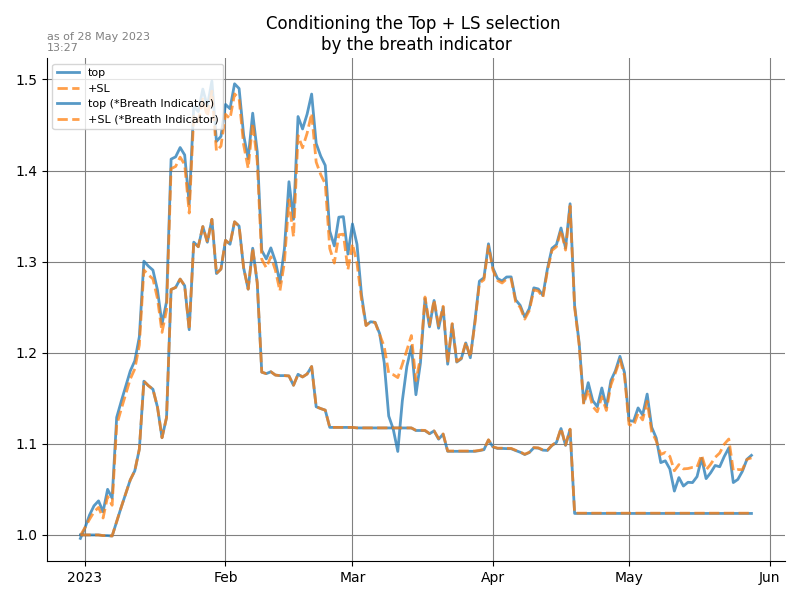 Conditioning the Top + LS selection
by the breath indicator
as of 28 May 2023
13:27
top
+SL
top (*Breath Indicator)
+SL (*Breath Indicator)
1.5
1.4
1.3
1.2
1.1
1.0
2023
Feb
Mar
Apr
May
Jun